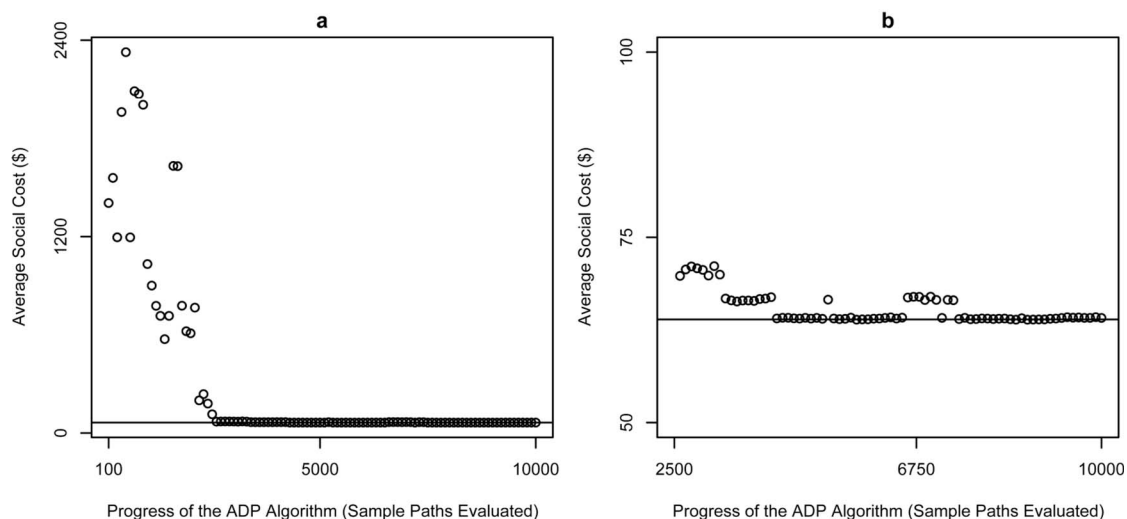 a
2400
1200
0
Average Social Cost ($)
100
5000
10000
Progress of the ADP Algorithm (Sample Paths Evaluated)
b
100
75
50
Average Social Cost ($)
2500
6750
10000
Progress of the ADP Algorithm (Sample Paths Evaluated)